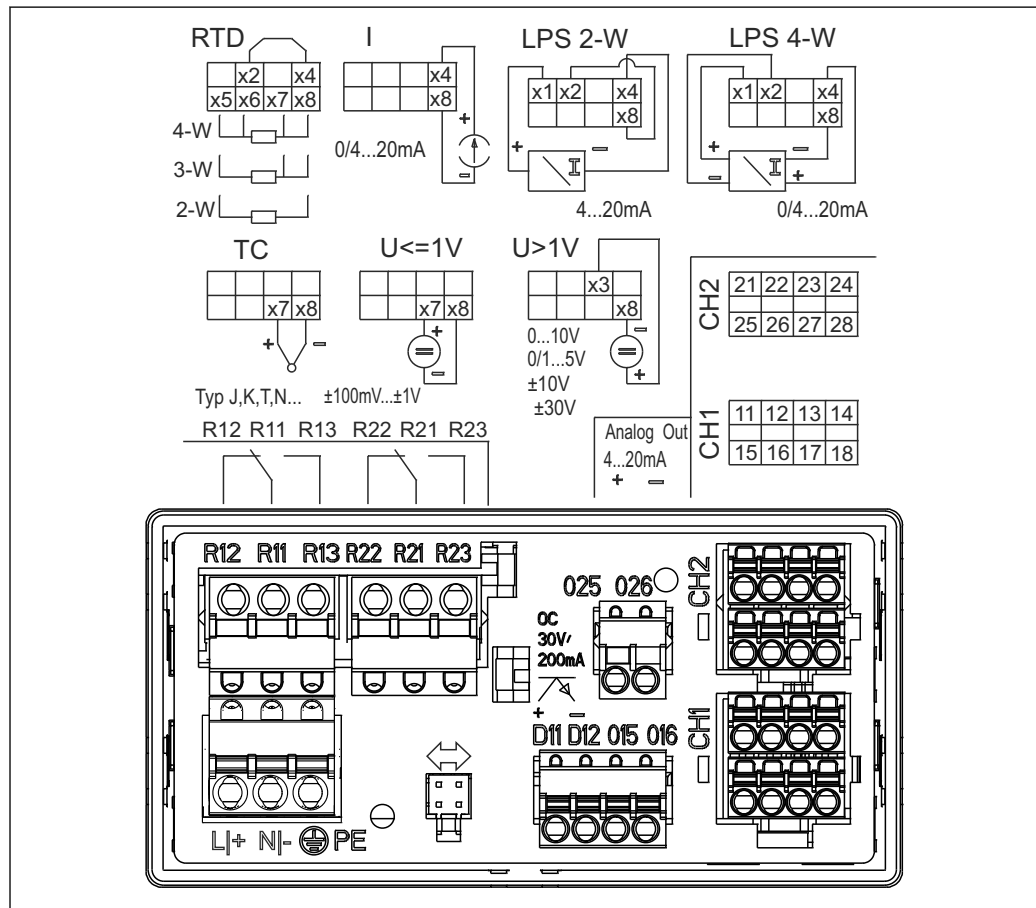 RTD I LPS 2-W LPS 4-W
x2 x4
x5 x6 x7 x8
4-W
3-W
2-W
x4
x8
+
-
0/4...20mA
x1 x2 x4
x8
+ -
I
4...20mA
x1 x2 x4
x8
+ -
- +
I
0/4...20mA
TC U<=1V U>1V
x7 x8
+ -
Typ J,K,T,N...
x7 x8
+
-
±100mV...±1V
x3
x8
-
+
0...10V
0/1...5V
±10V
±30V
CH2
21 22 23 24
25 26 27 28
CH1
11 12 13 14
15 16 17 18
R12 R11 R13 R22 R21 R23
Analog Out
4...20mA
+ -
R12 R11 R13 R22 R21 R23
O25 O26
CH2
OC
30V
200mA
+ -
D11 D12 O15 O16
CH1
L|+ N|- PE